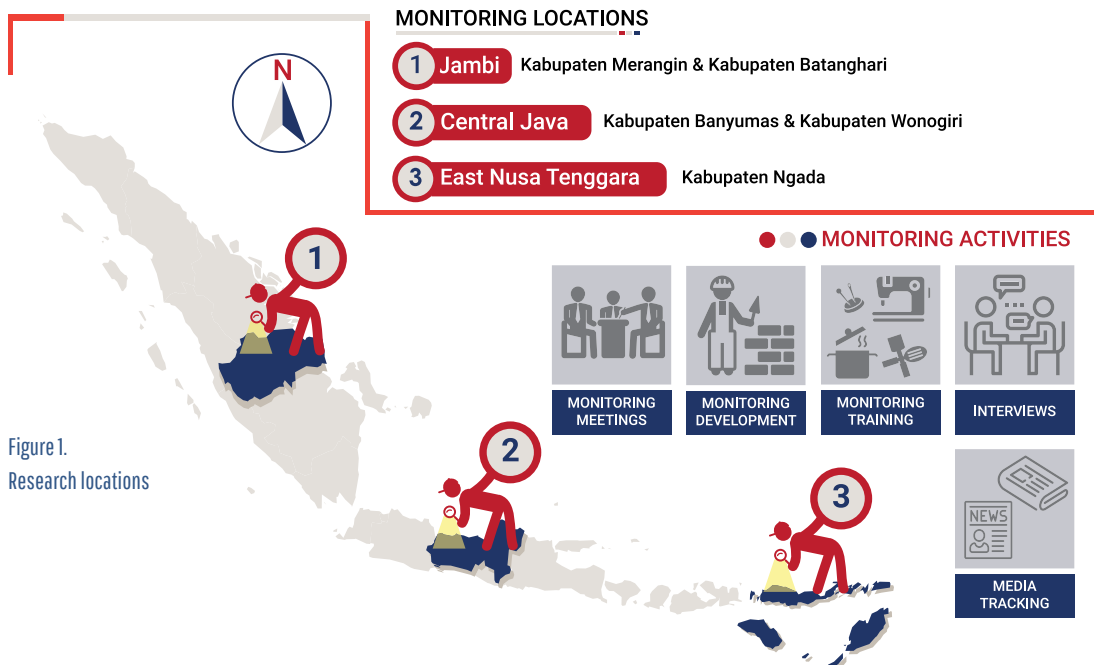 MONITORING LOCATIONS
1 Jambi Kabupaten Merangin & Kabupaten Batanghari
2 Central Java Kabupaten Banyumas & Kabupaten Wonogiri
3 East Nusa Tenggara Kabupaten Ngada
N
MONITORING ACTIVITIES
1
MONITORING
MEETINGS
MONITORING
DEVELOPMENT
MONITORING
TRAINING
INTERVIEWS
Figure 1.
Research locations
2
3
NEWS
MEDIA
TRACKING